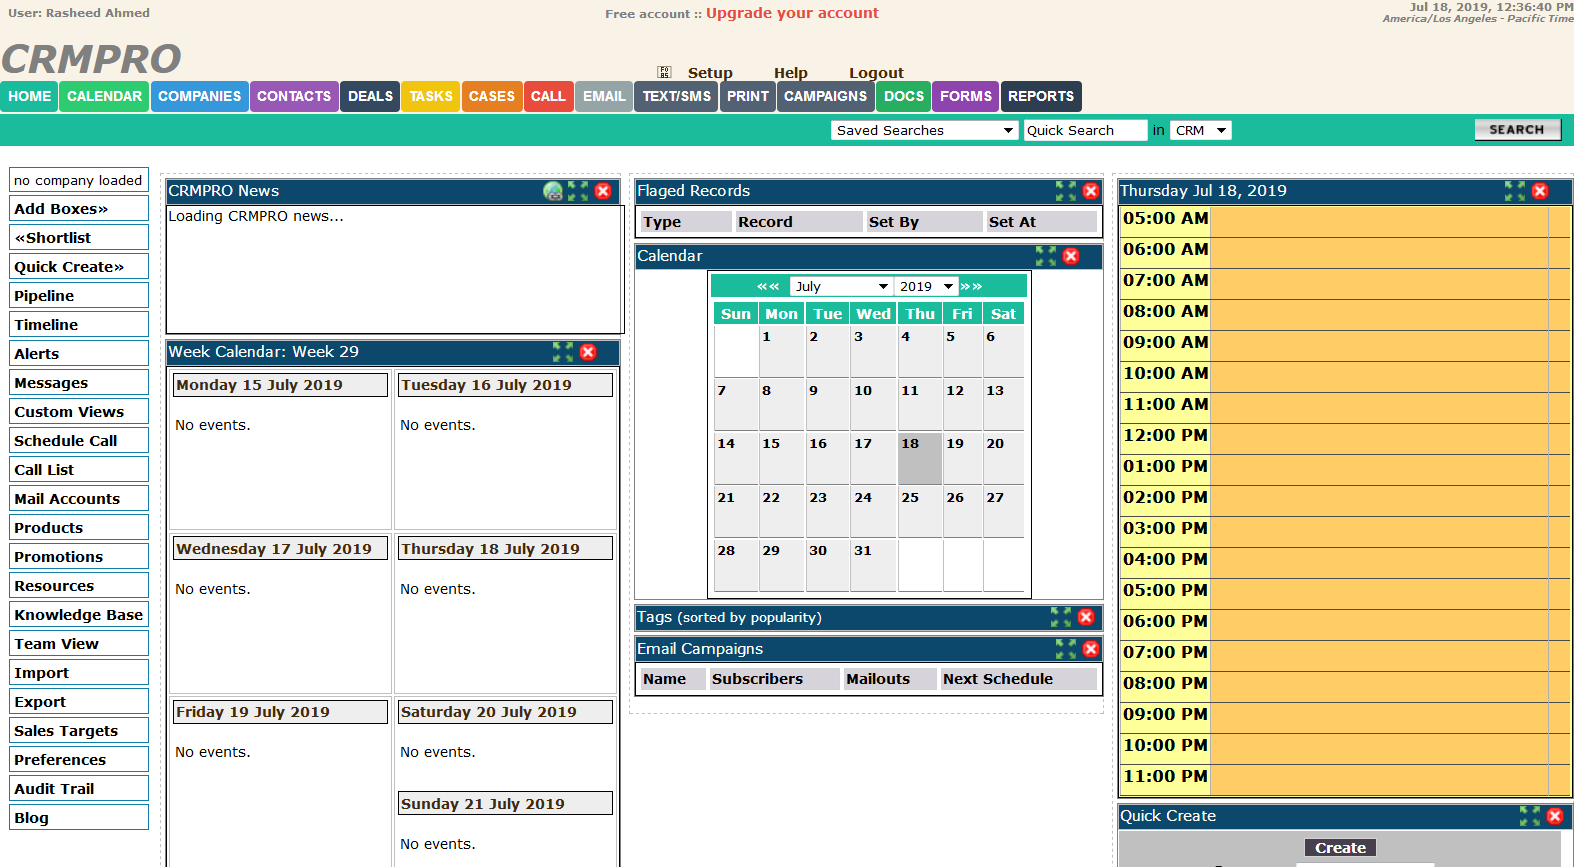 User: Rasheed Ahmed
Free account :: Upgrade your account
Jul 18, 2019, 12:36:40 PM
America/Los Angeles - Pacific Time
CRMPRO
Setup Help Logout
HOME CALENDAR COMPANIES CONTACTS DEALS TASKS CASES CALL EMAIL TEXT/SMS PRINT CAMPAIGNS DOCS FORMS REPORTS
Saved Searches Quick Search in CRM SEARCH
no company loaded
Add Boxes»
«Shortlist
Quick Create»
Pipeline
Timeline
Alerts
Messages
Custom Views
Schedule Call
Call List
Mail Accounts
Products
Promotions
Resources
Knowledge Base
Team View
Import
Export
Sales Targets
Preferences
Audit Trail
Blog
CRMPRO News
Loading CRMPRO news...
Week Calendar: Week 29
Monday 15 July 2019 Tuesday 16 July 2019
No events. No events.
Wednesday 17 July 2019 Thursday 18 July 2019
No events. No events.
Friday 19 July 2019 Saturday 20 July 2019
No events. No events.
Sunday 21 July 2019
No events.
Flaged Records
Type Record Set By Set At
Calendar
«« July 2019 »»
Sun Mon Tue Wed Thu Fri Sat
1 2 3 4 5 6
7 8 9 10 11 12 13
14 15 16 17 18 19 20
21 22 23 24 25 26 27
28 29 30 31
Tags (sorted by popularity)
Email Campaigns
Name Subscribers Mailouts Next Schedule
Thursday Jul 18, 2019
05:00 AM
06:00 AM
07:00 AM
08:00 AM
09:00 AM
10:00 AM
11:00 AM
12:00 PM
01:00 PM
02:00 PM
03:00 PM
04:00 PM
05:00 PM
06:00 PM
07:00 PM
08:00 PM
09:00 PM
10:00 PM
11:00 PM
Quick Create
Create